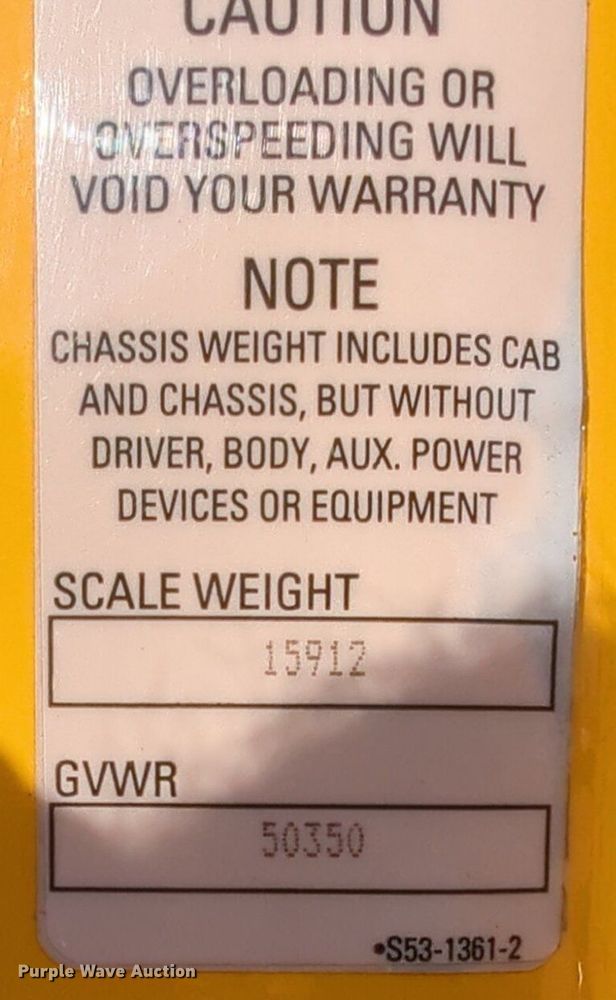 CAUTION
OVERLOADING OR
OVERSPEEDING WILL
VOID YOUR WARRANTY
NOTE
CHASSIS WEIGHT INCLUDES CAB
AND CHASSIS, BUT WITHOUT
DRIVER, BODY, AUX. POWER
DEVICES OR EQUIPMENT
SCALE WEIGHT
15912
GVWR
50350
•S53-1361-2
Purple Wave Auction